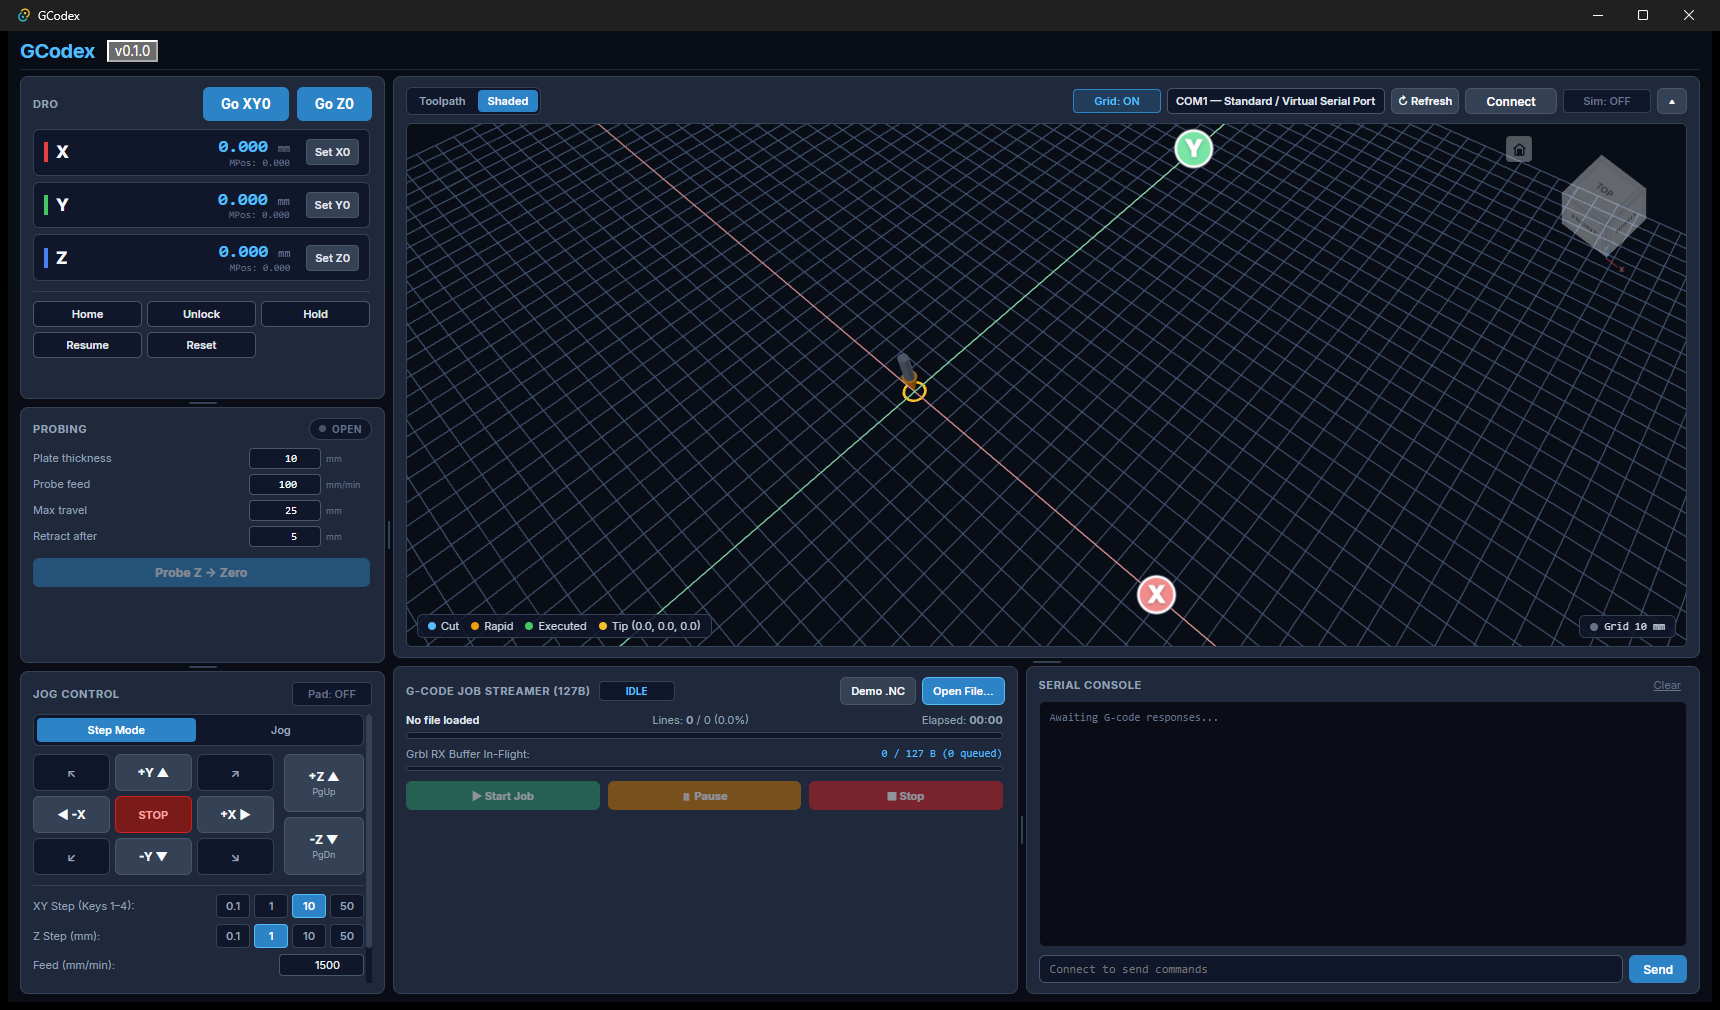 GCodex
GCodex v0.1.0
DRO Go XY0 Go Z0
X 0.000 mm Set X0
MPos: 0.000
Y 0.000 mm Set Y0
MPos: 0.000
Z 0.000 mm Set Z0
MPos: 0.000
Home Unlock Hold
Resume Reset
PROBING OPEN
Plate thickness 10 mm
Probe feed 100 mm/min
Max travel 25 mm
Retract after 5 mm
Probe Z → Zero
JOG CONTROL Pad: OFF
Step Mode Jog
↖ +Y ▲ ↗ +Z ▲
PgUp
◀ -X STOP +X ▶
↙ -Y ▼ ↘ -Z ▼
PgDn
XY Step (Keys 1–4): 0.1 1 10 50
Z Step (mm): 0.1 1 10 50
Feed (mm/min): 1500
Toolpath Shaded Grid: ON COM1 — Standard / Virtual Serial Port ↻ Refresh Connect Sim: OFF ▲
Y
TOP
X
X
Cut Rapid Executed Tip (0.0, 0.0, 0.0)
Grid 10 mm
G-CODE JOB STREAMER (127B) IDLE Demo .NC Open File...
No file loaded Lines: 0 / 0 (0.0%) Elapsed: 00:00
Grbl RX Buffer In-Flight: 0 / 127 B (0 queued)
▶ Start Job ⏸ Pause ■ Stop
SERIAL CONSOLE Clear
Awaiting G-code responses...
Connect to send commands Send